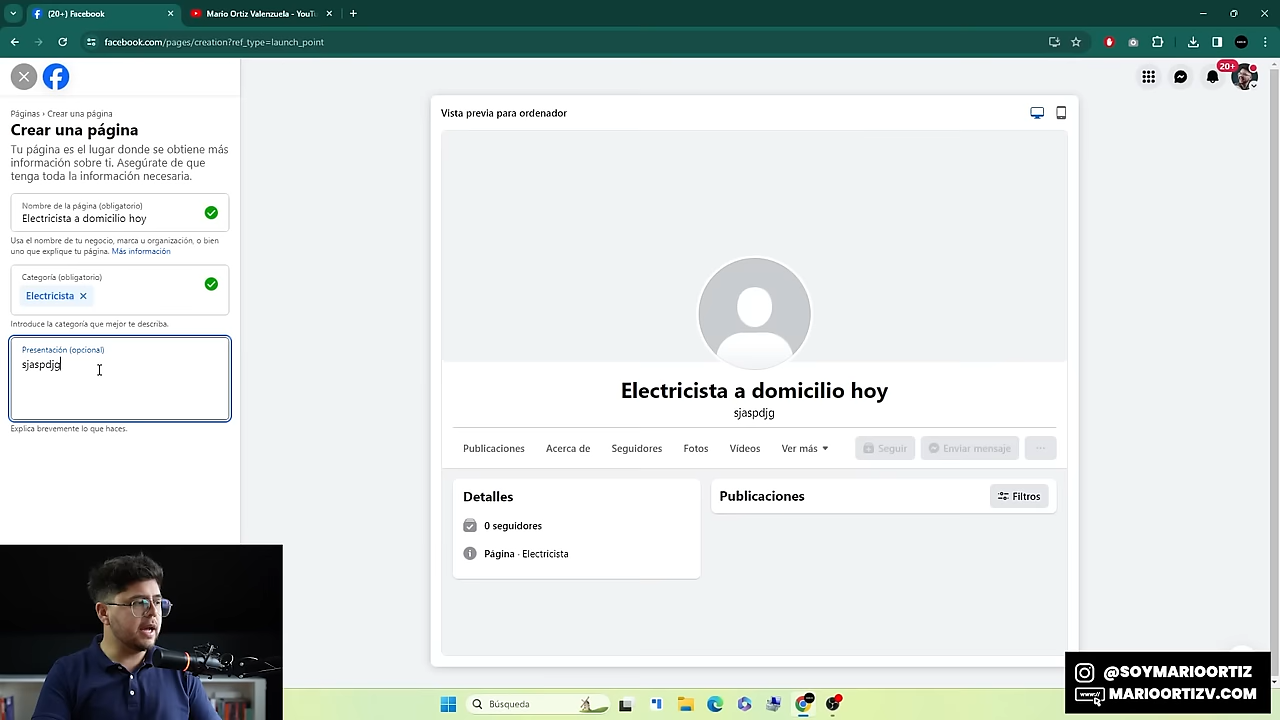 (20+) Facebook
Mario Ortiz Valenzuela - YouTu
facebook.com/pages/creation?ref_type=launch_point
20+
Páginas › Crear una página
Crear una página
Tu página es el lugar donde se obtiene más
información sobre ti. Asegúrate de que
tenga toda la información necesaria.
Nombre de la página (obligatorio)
Electricista a domicilio hoy
Usa el nombre de tu negocio, marca u organización, o bien
uno que explique tu página. Más información
Categoría (obligatorio)
Electricista
Introduce la categoría que mejor te describa.
Presentación (opcional)
sjaspdjg
Explica brevemente lo que haces.
Vista previa para ordenador
Electricista a domicilio hoy
sjaspdjg
Publicaciones Acerca de Seguidores Fotos Vídeos Ver más Seguir Enviar mensaje
Detalles
0 seguidores
Página · Electricista
Publicaciones
Filtros
@SOYMARIOORTIZ
www// MARIOORTIZV.COM
Búsqueda